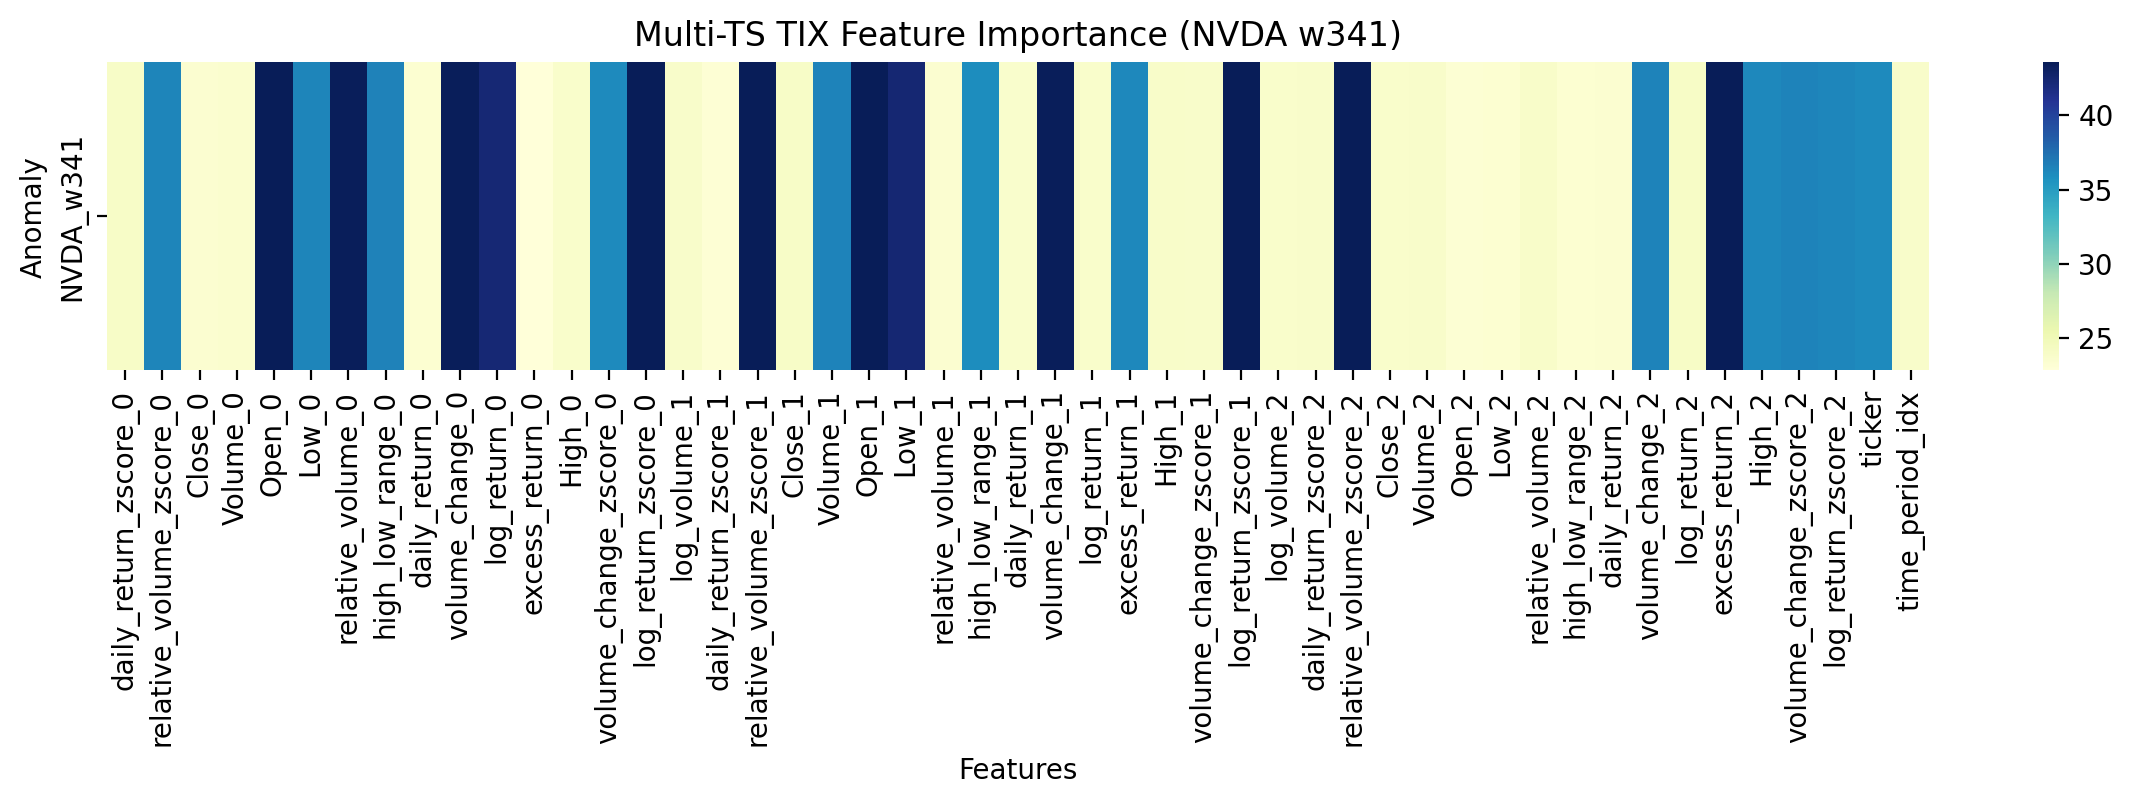 Multi-TS TIX Feature Importance (NVDA w341)
Anomaly
NVDA_w341
40
35
30
25
daily_return_zscore_0
relative_volume_zscore_0
Close_0
Volume_0
Open_0
Low_0
relative_volume_0
high_low_range_0
daily_return_0
volume_change_0
log_return_0
excess_return_0
High_0
volume_change_zscore_0
log_return_zscore_0
log_volume_1
daily_return_zscore_1
relative_volume_zscore_1
Close_1
Volume_1
Open_1
Low_1
relative_volume_1
high_low_range_1
daily_return_1
volume_change_1
log_return_1
excess_return_1
High_1
volume_change_zscore_1
log_return_zscore_1
log_volume_2
daily_return_zscore_2
relative_volume_zscore_2
Close_2
Volume_2
Open_2
Low_2
relative_volume_2
high_low_range_2
daily_return_2
volume_change_2
log_return_2
excess_return_2
High_2
volume_change_zscore_2
log_return_zscore_2
ticker
time_period_idx
Features